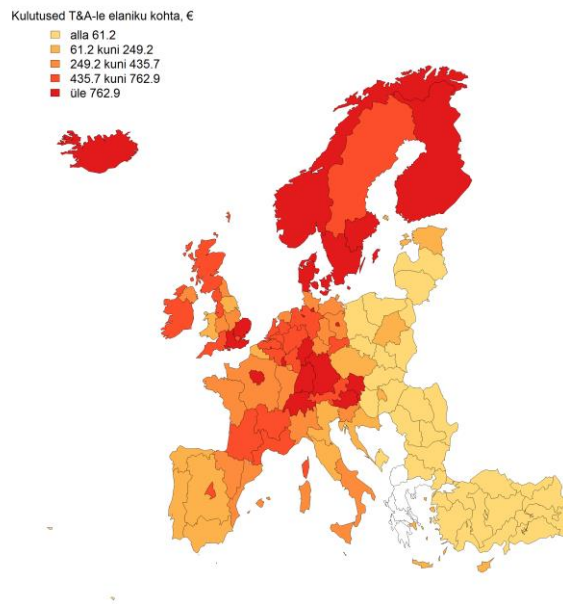 Kulutused T&A-le elaniku kohta, €
alla 61.2
61.2 kuni 249.2
249.2 kuni 435.7
435.7 kuni 762.9
üle 762.9